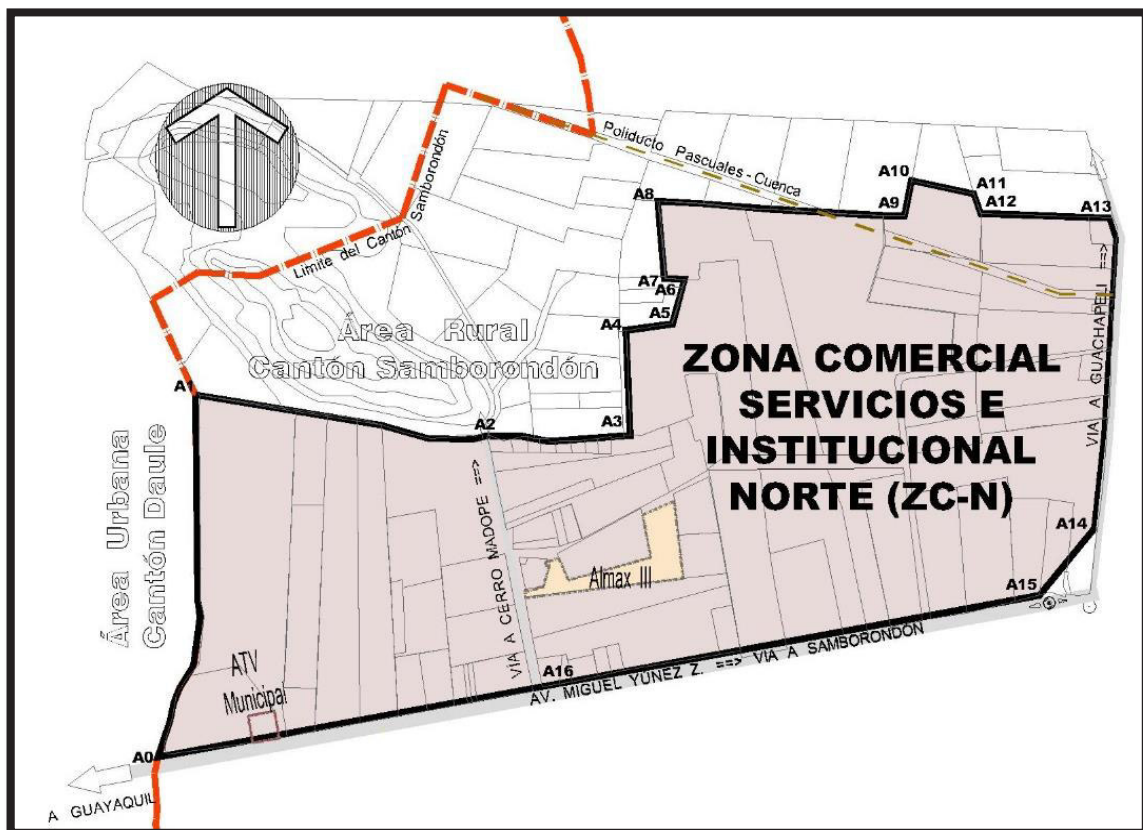 Poliducto Pascuales - Cuenca
Límite del Cantón Samborondón
A10
A11
A12
A13
A8
A9
A7
A6
A5
A4
A3
A2
A1
Área Rural
Cantón Samborondón
ZONA COMERCIAL
SERVICIOS E
INSTITUCIONAL
NORTE (ZC-N)
VIA A GUACHAPELI ==>
Área Urbana
Cantón Daule
VIA A CERRO MADOPE ==>
Almax III
A14
A15
A16
ATV
Municipal
AV. MIGUEL YUNEZ Z. ==> VIA A SAMBORONDÓN
A0
A GUAYAQUIL